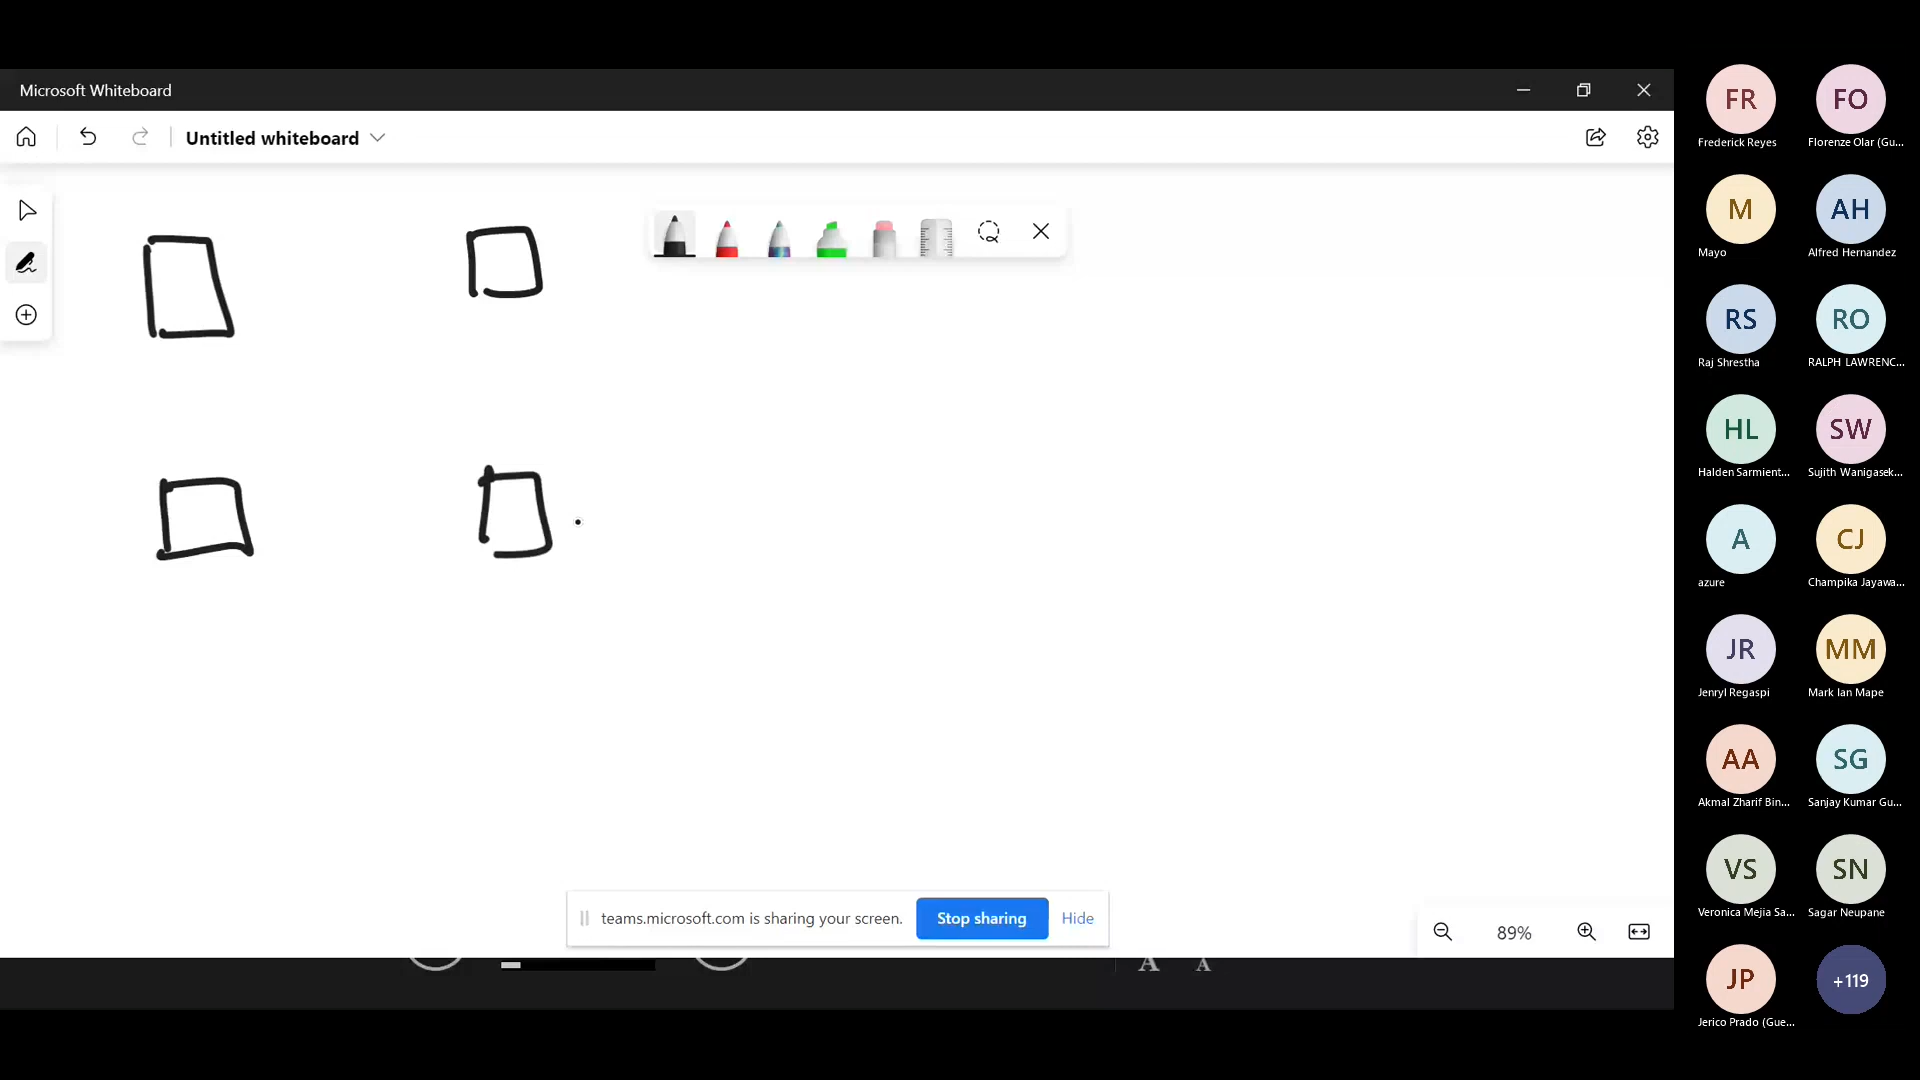 Microsoft Whiteboard
Untitled whiteboard
FR
FO
Frederick Reyes
Florenze Olar (Gu...
M
AH
Mayo
Alfred Hernandez
RS
RO
Raj Shrestha
RALPH LAWRENC...
HL
SW
Halden Sarmient...
Sujith Wanigasek...
A
CJ
azure
Champika Jayawa...
JR
MM
Jenryl Regaspi
Mark Ian Mape
AA
SG
Akmal Zharif Bin...
Sanjay Kumar Gu...
VS
SN
Veronica Mejia Sa...
Sagar Neupane
JP
+119
Jerico Prado (Gue...
teams.microsoft.com is sharing your screen.
Stop sharing
Hide
89%
A
A